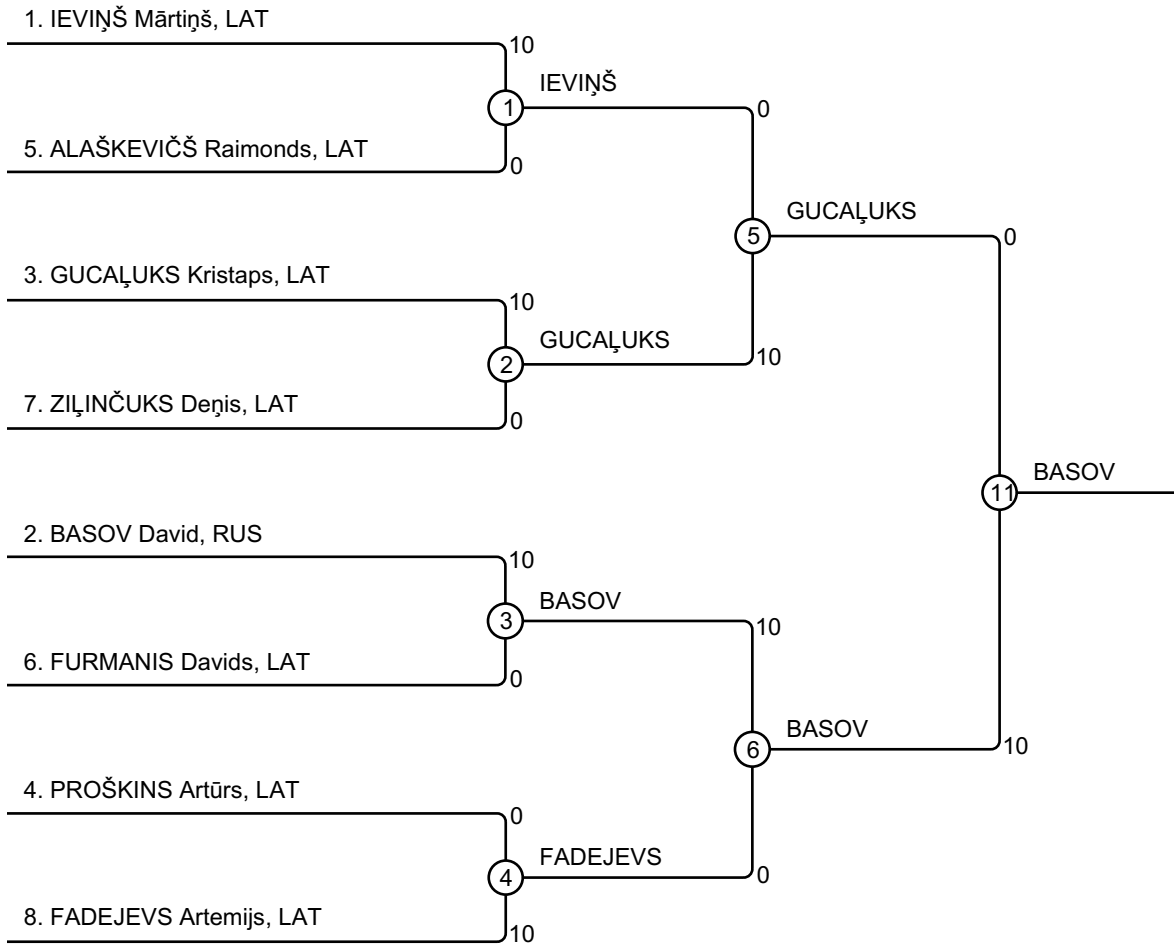 1. IEVIŅŠ Mārtiņš, LAT
10
IEVIŅŠ
1
0
5. ALAŠKEVIČŠ Raimonds, LAT
0
GUCAĻUKS
5
0
3. GUCAĻUKS Kristaps, LAT
10
GUCAĻUKS
2
10
7. ZIĻINČUKS Deņis, LAT
0
BASOV
11
2. BASOV David, RUS
10
BASOV
3
10
6. FURMANIS Davids, LAT
0
BASOV
6
10
4. PROŠKINS Artūrs, LAT
0
FADEJEVS
4
0
8. FADEJEVS Artemijs, LAT
10